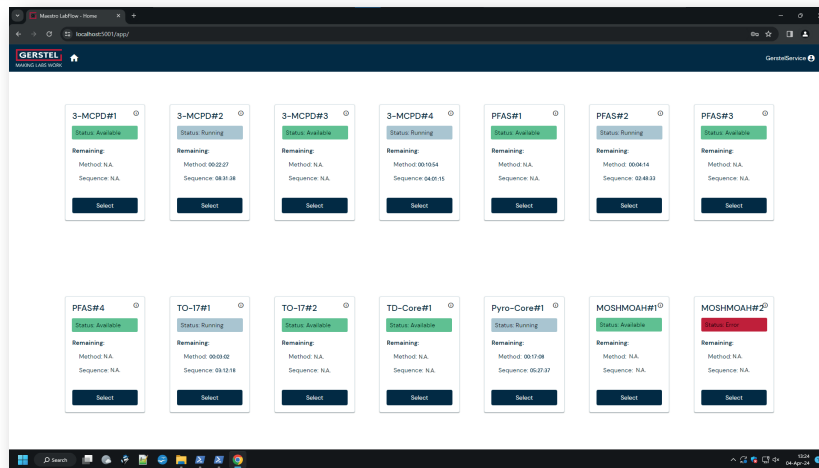 Maestro LabFlow - Home
localhost:5001/app/
GERSTEL
MAKING LABS WORK
GerstelService
3-MCPD#1
Status: Available
Remaining:
Method: N.A.
Sequence: N.A.
Select
3-MCPD#2
Status: Running
Remaining:
Method: 00:22:27
Sequence: 08:31:38
Select
3-MCPD#3
Status: Available
Remaining:
Method: N.A.
Sequence: N.A.
Select
3-MCPD#4
Status: Running
Remaining:
Method: 00:10:54
Sequence: 04:01:15
Select
PFAS#1
Status: Available
Remaining:
Method: N.A.
Sequence: N.A.
Select
PFAS#2
Status: Running
Remaining:
Method: 00:04:14
Sequence: 02:48:33
Select
PFAS#3
Status: Available
Remaining:
Method: N.A.
Sequence: N.A.
Select
PFAS#4
Status: Available
Remaining:
Method: N.A.
Sequence: N.A.
Select
TO-17#1
Status: Running
Remaining:
Method: 00:03:02
Sequence: 03:12:18
Select
TO-17#2
Status: Available
Remaining:
Method: N.A.
Sequence: N.A.
Select
TD-Core#1
Status: Available
Remaining:
Method: N.A.
Sequence: N.A.
Select
Pyro-Core#1
Status: Running
Remaining:
Method: 00:17:08
Sequence: 05:27:37
Select
MOSHMOAH#1
Status: Available
Remaining:
Method: N.A.
Sequence: N.A.
Select
MOSHMOAH#2
Status: Error
Remaining:
Method: N.A.
Sequence: N.A.
Select
Search
13:24
04-Apr-24